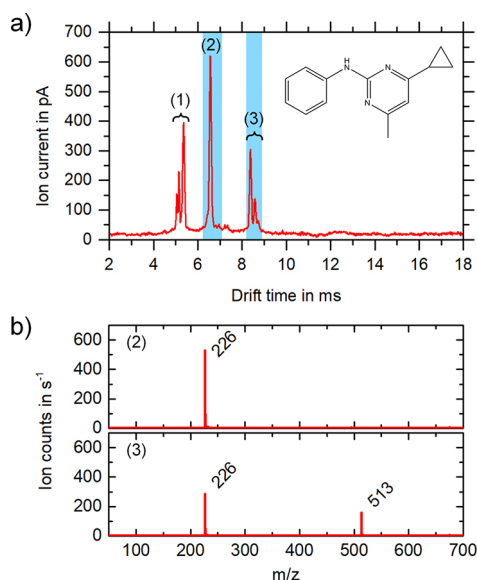 a)
Ion current in pA
700
600
500
400
300
200
100
0
(1)
(2)
(3)
H
N
N
N
2 4 6 8 10 12 14 16 18
Drift time in ms
b)
Ion counts in s-1
600
400
200
0
(2)
226
600
400
200
0
(3)
226
513
100 200 300 400 500 600 700
m/z